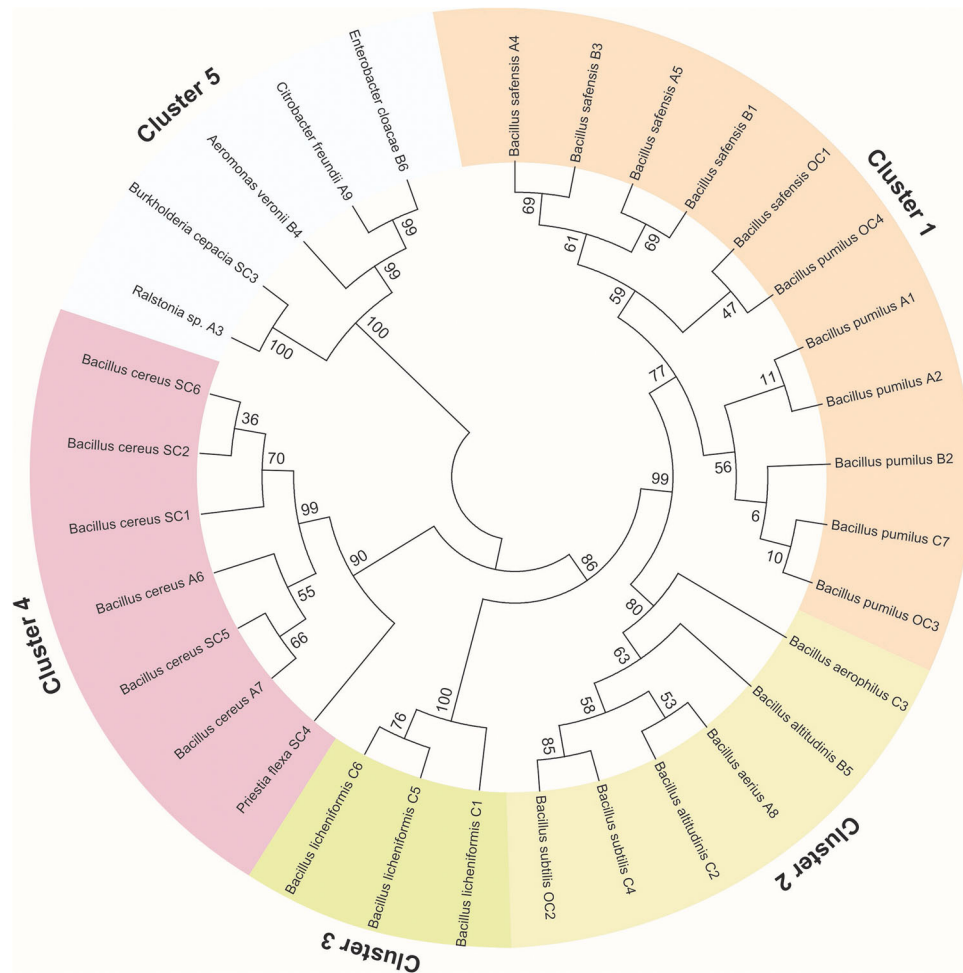 Cluster 1
Bacillus safensis A4
Bacillus safensis B3
Bacillus safensis A5
Bacillus safensis B1
Bacillus safensis OC1
Bacillus pumilus OC4
Bacillus pumilus A1
Bacillus pumilus A2
Bacillus pumilus B2
Bacillus pumilus C7
Bacillus pumilus OC3
Cluster 2
Bacillus aerophilus C3
Bacillus altitudinis B5
Bacillus aerius A8
Bacillus altitudinis C2
Bacillus subtilis C4
Bacillus subtilis OC2
Cluster 3
Bacillus licheniformis C1
Bacillus licheniformis C5
Bacillus licheniformis C6
Cluster 4
Priestia flexa SC4
Bacillus cereus A7
Bacillus cereus SC5
Bacillus cereus A6
Bacillus cereus SC1
Bacillus cereus SC2
Bacillus cereus SC6
Cluster 5
Ralstonia sp. A3
Burkholderia cepacia SC3
Aeromonas veronii B4
Citrobacter freundii A9
Enterobacter cloacae B6
69
69
61
47
59
11
56
6
10
77
99
80
63
53
58
85
86
100
76
90
99
70
36
55
66
100
100
99
99